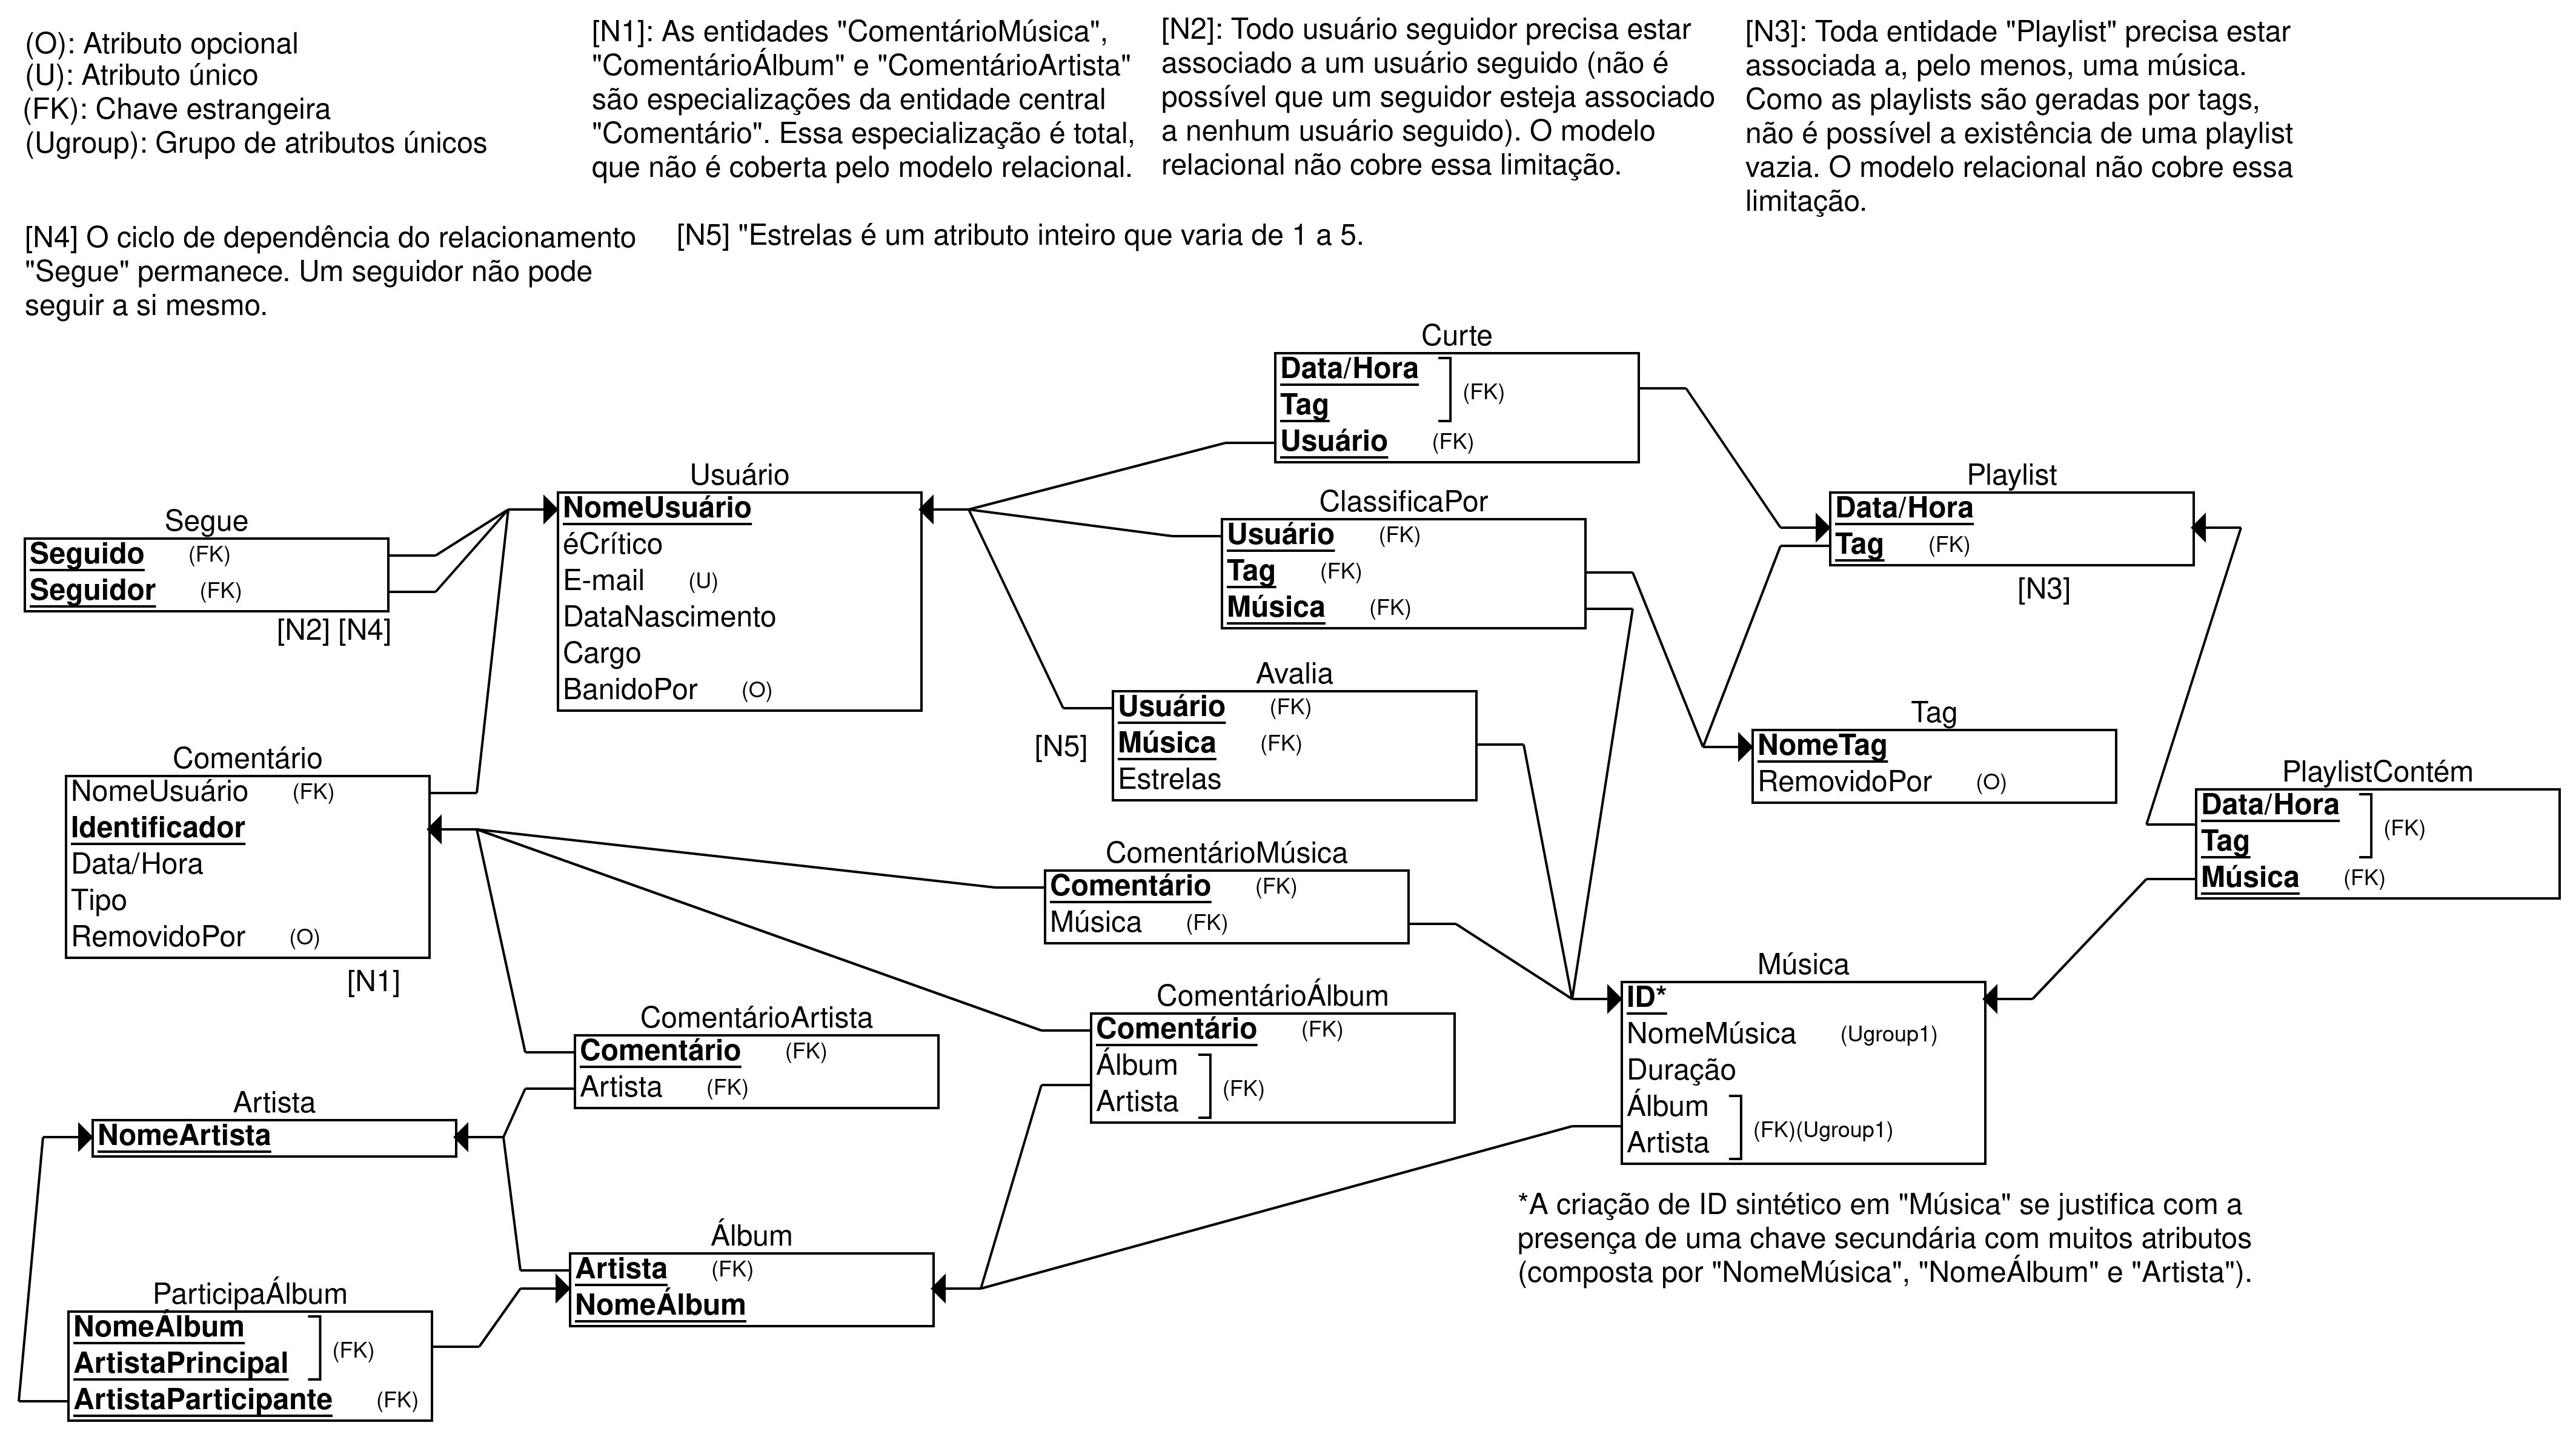 (O): Atributo opcional
(U): Atributo único
(FK): Chave estrangeira
(Ugroup): Grupo de atributos únicos
[N1]: As entidades "ComentárioMúsica",
"ComentárioÁlbum" e "ComentárioArtista"
são especializações da entidade central
"Comentário". Essa especialização é total,
que não é coberta pelo modelo relacional.
[N2]: Todo usuário seguidor precisa estar
associado a um usuário seguido (não é
possível que um seguidor esteja associado
a nenhum usuário seguido). O modelo
relacional não cobre essa limitação.
[N3]: Toda entidade "Playlist" precisa estar
associada a, pelo menos, uma música.
Como as playlists são geradas por tags,
não é possível a existência de uma playlist
vazia. O modelo relacional não cobre essa
limitação.
[N4] O ciclo de dependência do relacionamento
"Segue" permanece. Um seguidor não pode
seguir a si mesmo.
[N5] "Estrelas é um atributo inteiro que varia de 1 a 5.
Curte
Data/Hora
Tag
(FK)
Usuário (FK)
Usuário
NomeUsuário
éCrítico
E-mail (U)
DataNascimento
Cargo
BanidoPor (O)
Segue
Seguido (FK)
Seguidor (FK)
[N2] [N4]
ClassificaPor
Usuário (FK)
Tag (FK)
Música (FK)
Playlist
Data/Hora
Tag (FK)
[N3]
Avalia
Usuário (FK)
Música (FK)
Estrelas
[N5]
Tag
NomeTag
RemovidoPor (O)
Comentário
NomeUsuário (FK)
Identificador
Data/Hora
Tipo
RemovidoPor (O)
[N1]
PlaylistContém
Data/Hora
Tag
(FK)
Música (FK)
ComentárioMúsica
Comentário (FK)
Música (FK)
Música
ID*
NomeMúsica (Ugroup1)
Duração
Álbum
Artista
(FK)(Ugroup1)
ComentárioÁlbum
Comentário (FK)
Álbum
Artista
(FK)
ComentárioArtista
Comentário (FK)
Artista (FK)
Artista
NomeArtista
*A criação de ID sintético em "Música" se justifica com a
presença de uma chave secundária com muitos atributos
(composta por "NomeMúsica", "NomeÁlbum" e "Artista").
Álbum
Artista (FK)
NomeÁlbum
ParticipaÁlbum
NomeÁlbum
ArtistaPrincipal
(FK)
ArtistaParticipante (FK)